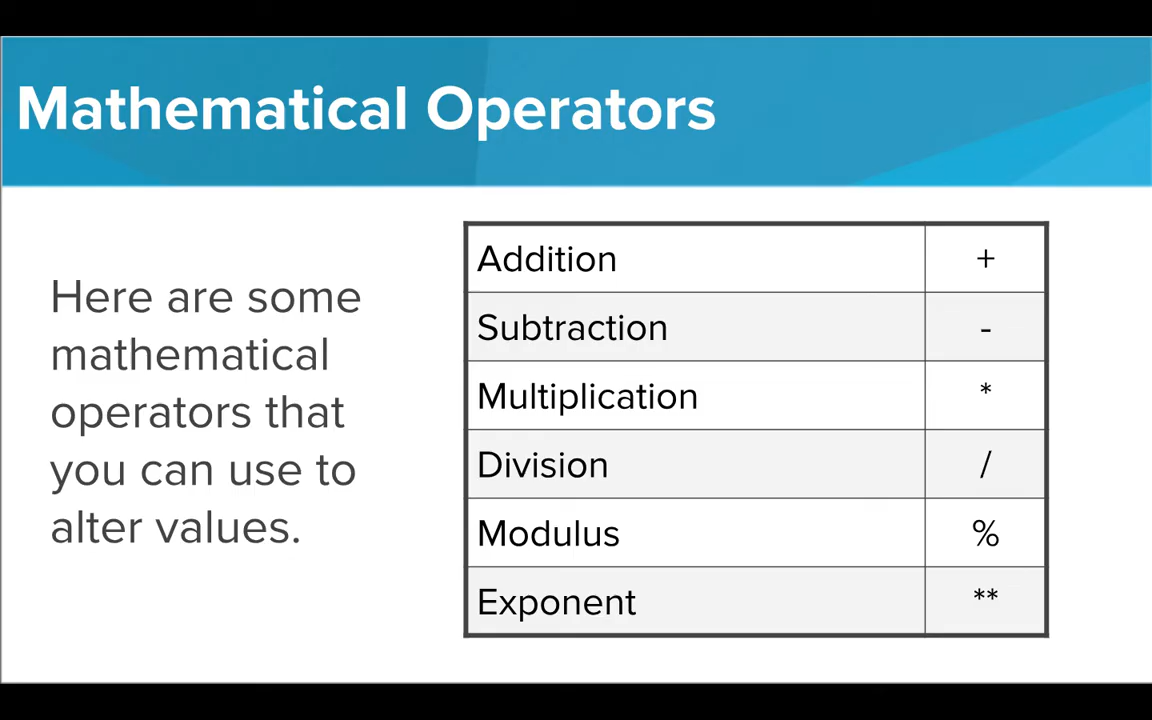 Mathematical Operators
Here are some
mathematical
operators that
you can use to
alter values.
Addition +
Subtraction -
Multiplication *
Division /
Modulus %
Exponent **